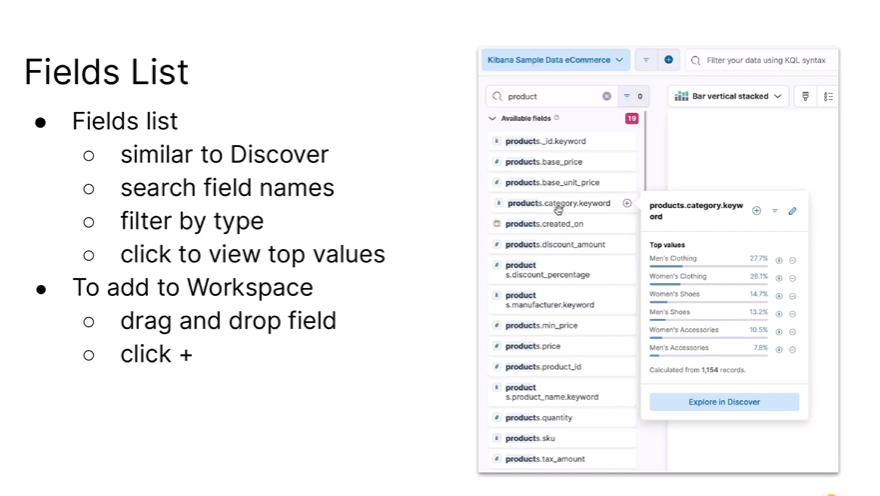 Fields List
● Fields list
○ similar to Discover
○ search field names
○ filter by type
○ click to view top values
● To add to Workspace
○ drag and drop field
○ click +
Kibana Sample Data eCommerce
Filter your data using KQL syntax
product
0
Bar vertical stacked
Available fields
19
products._id.keyword
products.base_price
products.base_unit_price
products.category.keyword
products.created_on
products.discount_amount
product
s.discount_percentage
product
s.manufacturer.keyword
products.min_price
products.price
products.product_id
product
s.product_name.keyword
products.quantity
products.sku
products.tax_amount
products.category.keyw
ord
Top values
Men's Clothing 27.7%
Women's Clothing 26.1%
Women's Shoes 14.7%
Men's Shoes 13.2%
Women's Accessories 10.5%
Men's Accessories 7.8%
Calculated from 1,154 records.
Explore in Discover